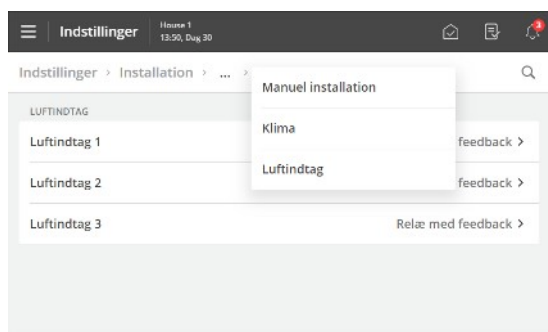 Indstillinger
House 1
13:50, Dag 30
3
Indstillinger > Installation > ... >
Manuel installation
Klima
Luftindtag
LUFTINDTAG
Luftindtag 1 feedback >
Luftindtag 2 feedback >
Luftindtag 3 Relæ med feedback >